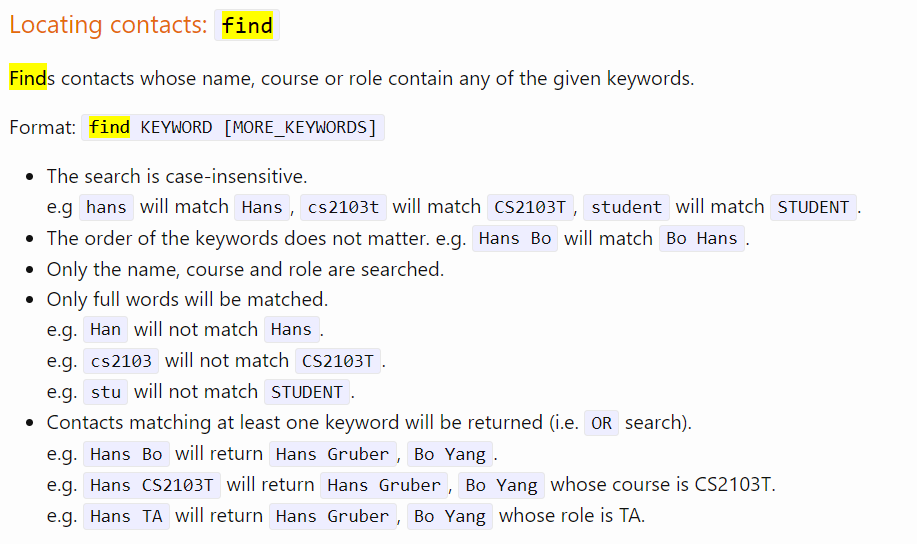 Locating contacts: find
Finds contacts whose name, course or role contain any of the given keywords.
Format: find KEYWORD [MORE_KEYWORDS]
The search is case-insensitive.
e.g hans will match Hans, cs2103t will match CS2103T, student will match STUDENT.
The order of the keywords does not matter. e.g. Hans Bo will match Bo Hans.
Only the name, course and role are searched.
Only full words will be matched.
e.g. Han will not match Hans.
e.g. cs2103 will not match CS2103T.
e.g. stu will not match STUDENT.
Contacts matching at least one keyword will be returned (i.e. OR search).
e.g. Hans Bo will return Hans Gruber, Bo Yang.
e.g. Hans CS2103T will return Hans Gruber, Bo Yang whose course is CS2103T.
e.g. Hans TA will return Hans Gruber, Bo Yang whose role is TA.